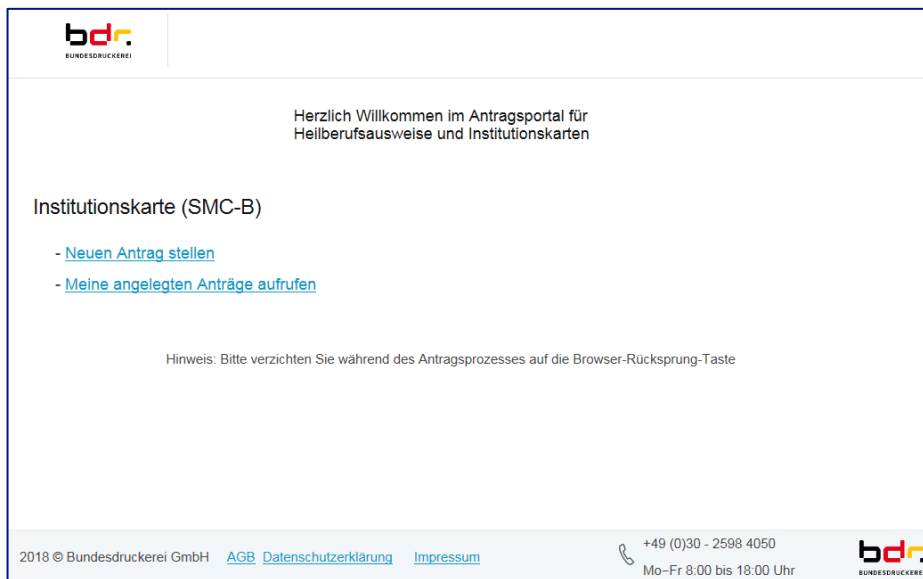 bdr.
BUNDESDRUCKEREI
Herzlich Willkommen im Antragsportal für
Heilberufsausweise und Institutionskarten
Institutionskarte (SMC-B)
- Neuen Antrag stellen
- Meine angelegten Anträge aufrufen
Hinweis: Bitte verzichten Sie während des Antragsprozesses auf die Browser-Rücksprung-Taste
2018 © Bundesdruckerei GmbH AGB Datenschutzerklärung Impressum
+49 (0)30 - 2598 4050
Mo–Fr 8:00 bis 18:00 Uhr
bdr.
BUNDESDRUCKEREI